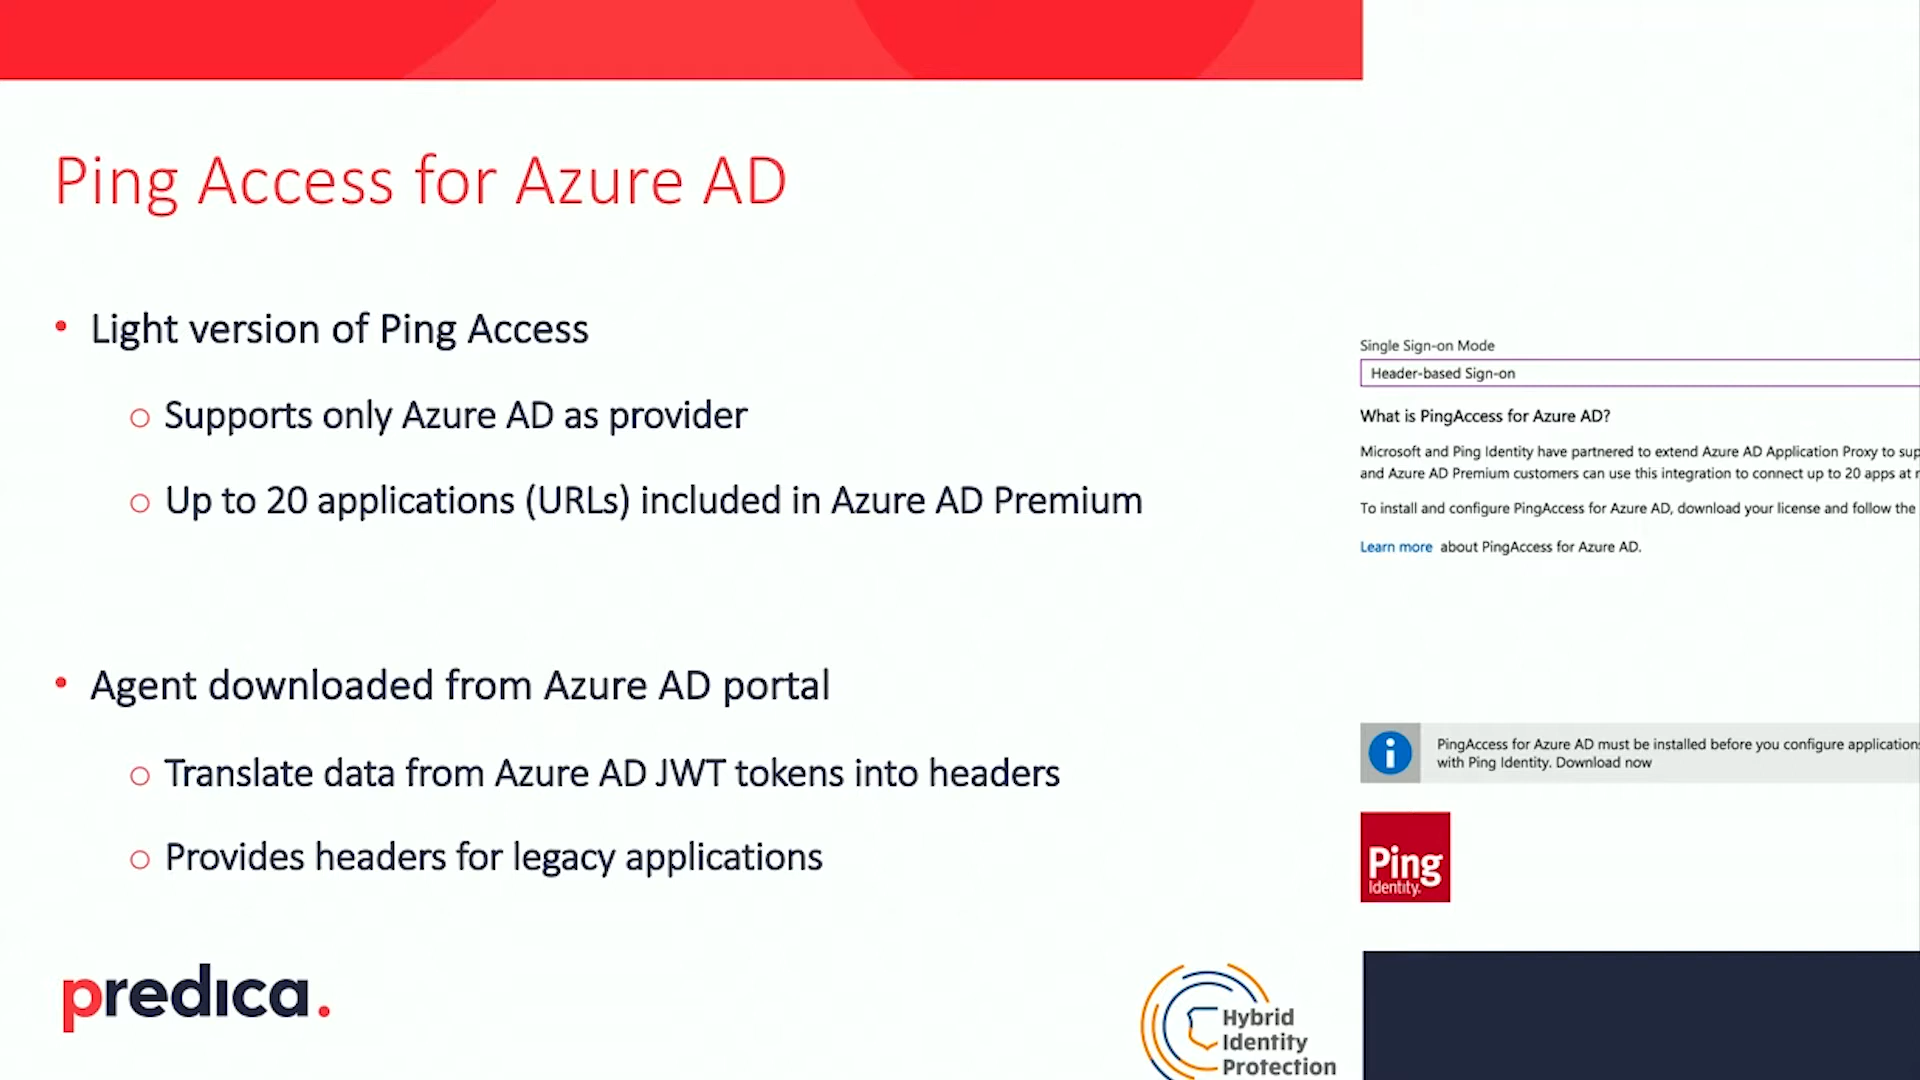 Ping Access for Azure AD
• Light version of Ping Access
○ Supports only Azure AD as provider
○ Up to 20 applications (URLs) included in Azure AD Premium
• Agent downloaded from Azure AD portal
○ Translate data from Azure AD JWT tokens into headers
○ Provides headers for legacy applications
Single Sign-on Mode
Header-based Sign-on
What is PingAccess for Azure AD?
Microsoft and Ping Identity have partnered to extend Azure AD Application Proxy to
and Azure AD Premium customers can use this integration to connect up to 20 apps at
To install and configure PingAccess for Azure AD, download your license and follow the
Learn more about PingAccess for Azure AD.
PingAccess for Azure AD must be installed before you configure
with Ping Identity. Download now
Ping
Identity.
predica.
Hybrid
Identity
Protection